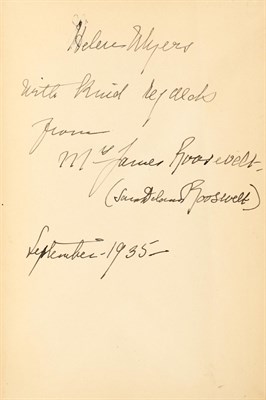 Helen Myers
with kind regards
from
Mrs James Roosevelt.
(Sara Delano Roosevelt)
September - 1935 -